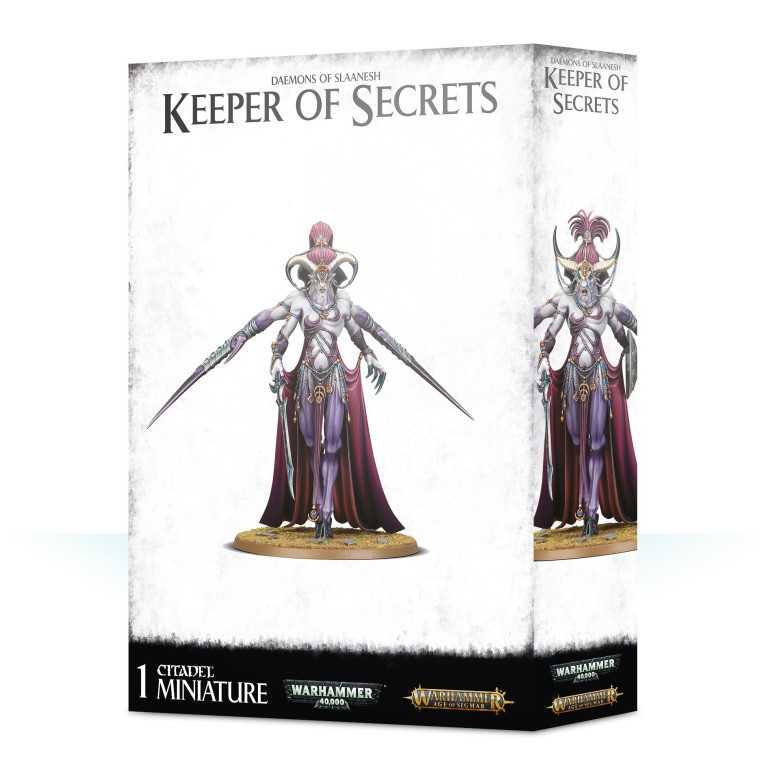 DAEMONS OF SLAANESH
KEEPER OF SECRETS
1 CITADEL
MINIATURE
WARHAMMER
40,000
WARHAMMER
AGE OF SIGMAR
DAEMONS OF SLAANESH
KEEPER OF
SECRETS
WARHAMMER
40,000
WARHAMMER
AGE OF SIGMAR